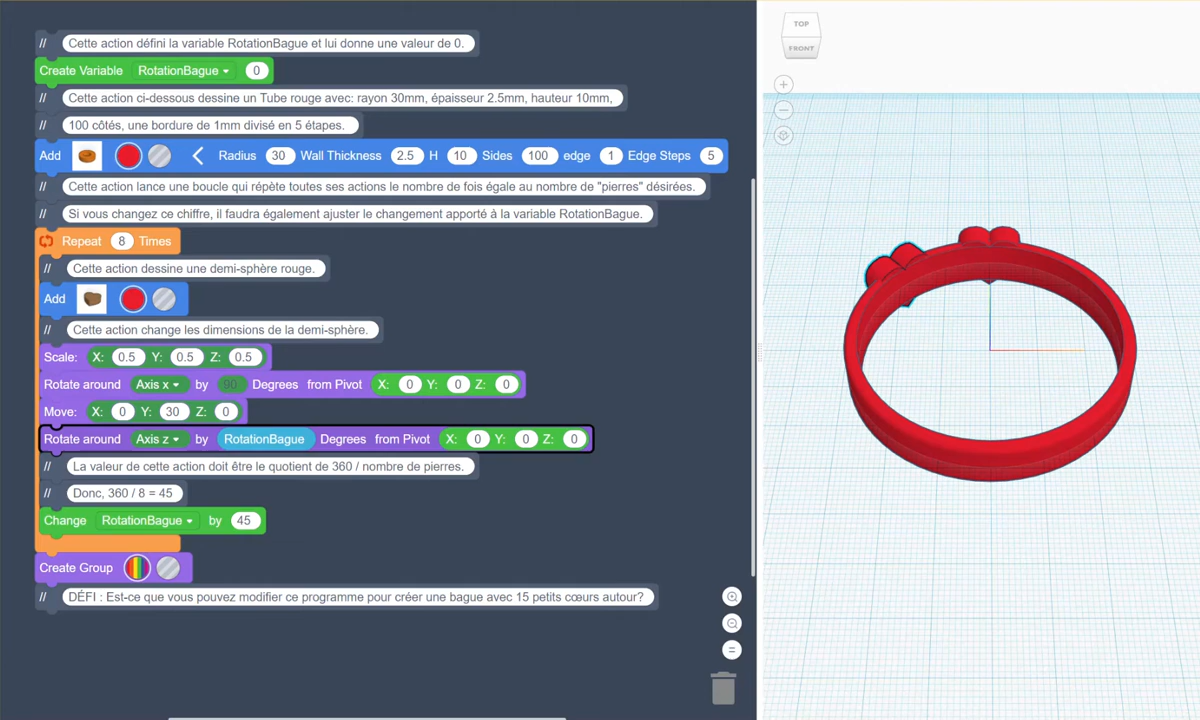 // Cette action défini la variable RotationBague et lui donne une valeur de 0.
Create Variable RotationBague 0
// Cette action ci-dessous dessine un Tube rouge avec: rayon 30mm, épaisseur 2.5mm, hauteur 10mm,
// 100 côtés, une bordure de 1mm divisé en 5 étapes.
Add Radius 30 Wall Thickness 2.5 H 10 Sides 100 edge 1 Edge Steps 5
// Cette action lance une boucle qui répète toutes ses actions le nombre de fois égale au nombre de "pierres" désirées.
// Si vous changez ce chiffre, il faudra également ajuster le changement apporté à la variable RotationBague.
Repeat 8 Times
// Cette action dessine une demi-sphère rouge.
Add
// Cette action change les dimensions de la demi-sphère.
Scale: X: 0.5 Y: 0.5 Z: 0.5
Rotate around Axis x by 90 Degrees from Pivot X: 0 Y: 0 Z: 0
Move: X: 0 Y: 30 Z: 0
Rotate around Axis z by RotationBague Degrees from Pivot X: 0 Y: 0 Z: 0
// La valeur de cette action doit être le quotient de 360 / nombre de pierres.
// Donc, 360 / 8 = 45
Change RotationBague by 45
Create Group
// DÉFI : Est-ce que vous pouvez modifier ce programme pour créer une bague avec 15 petits cœurs autour?
TOP
FRONT